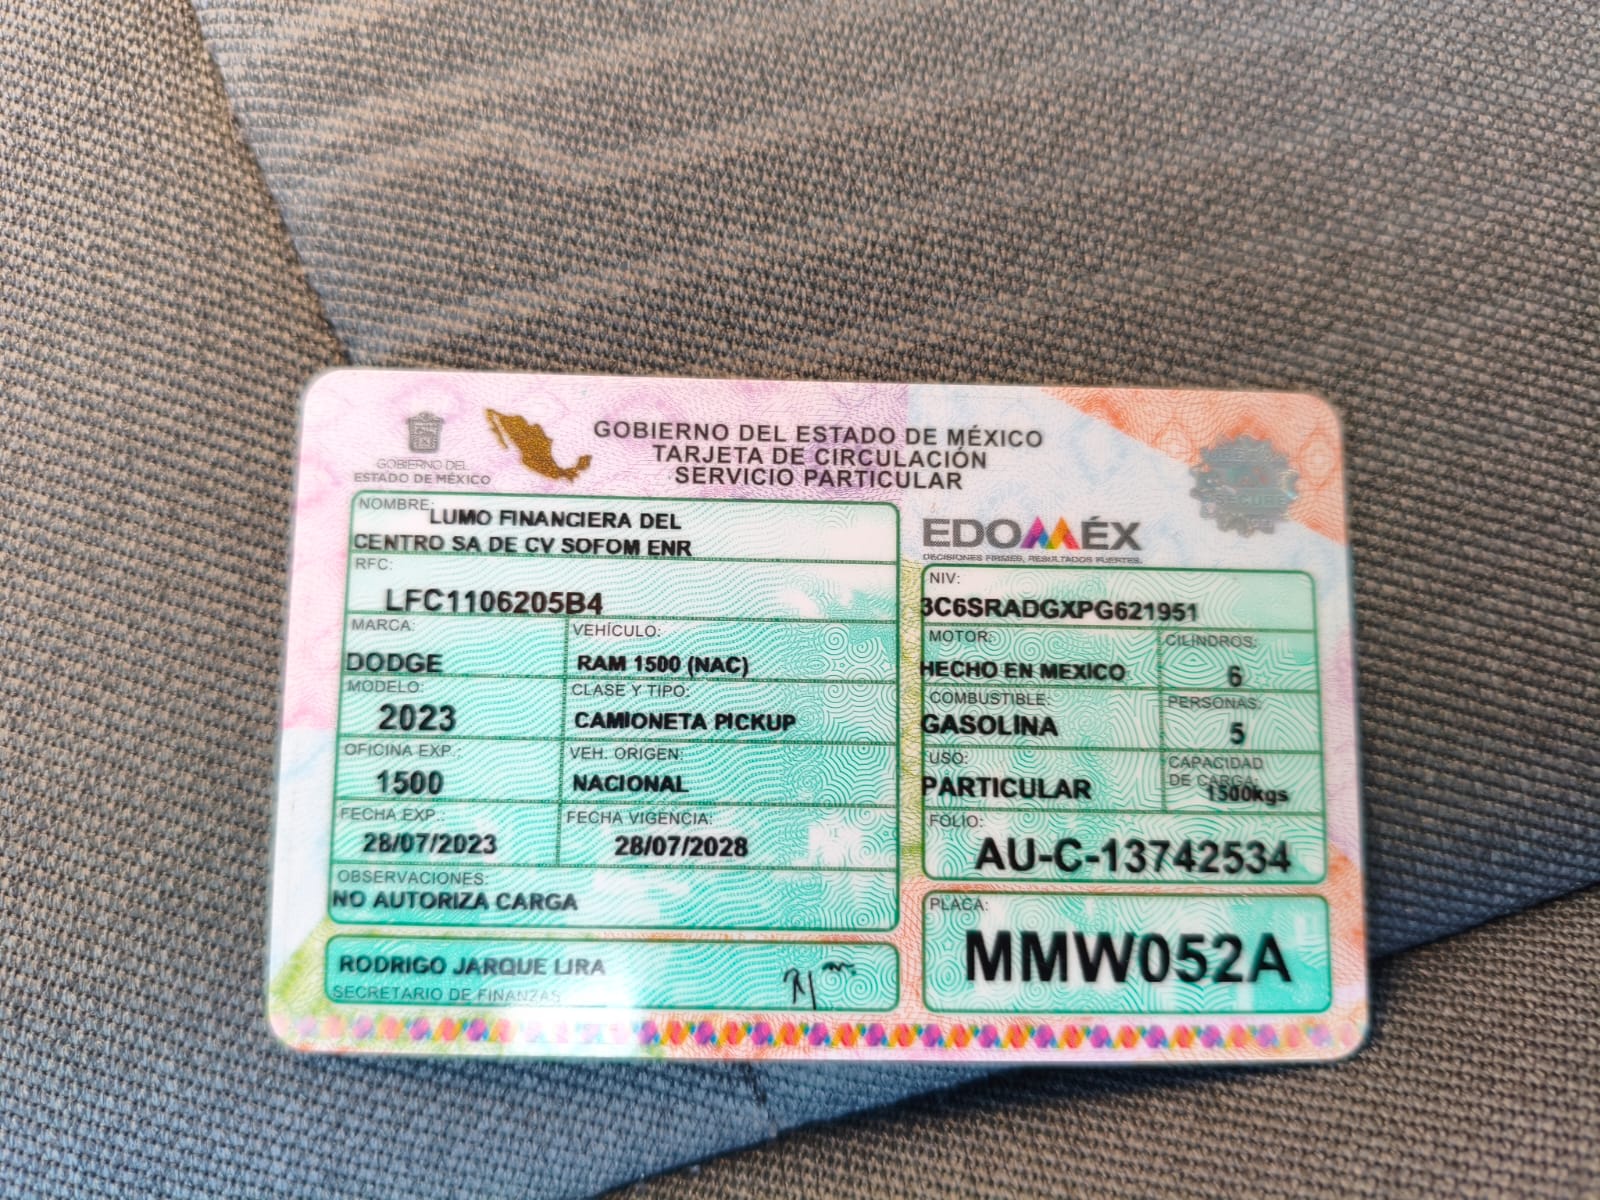 GOBIERNO DEL
ESTADO DE MÉXICO
GOBIERNO DEL ESTADO DE MÉXICO
TARJETA DE CIRCULACIÓN
SERVICIO PARTICULAR
NOMBRE:
LUMO FINANCIERA DEL
CENTRO SA DE CV SOFOM ENR
RFC:
LFC1106205B4
MARCA:
DODGE
VEHÍCULO:
RAM 1500 (NAC)
MODELO:
2023
CLASE Y TIPO:
CAMIONETA PICKUP
OFICINA EXP.:
1500
VEH. ORIGEN:
NACIONAL
FECHA EXP.:
28/07/2023
FECHA VIGENCIA:
28/07/2028
OBSERVACIONES:
NO AUTORIZA CARGA
RODRIGO JARQUE LIRA
SECRETARIO DE FINANZAS
EDOMÉX
DECISIONES FIRMES, RESULTADOS FUERTES.
NIV:
3C6SRADGXPG621951
MOTOR:
HECHO EN MEXICO
CILINDROS:
6
COMBUSTIBLE:
GASOLINA
PERSONAS:
5
USO:
PARTICULAR
CAPACIDAD
DE CARGA:
1500kgs
FOLIO:
AU-C-13742534
PLACA:
MMW052A